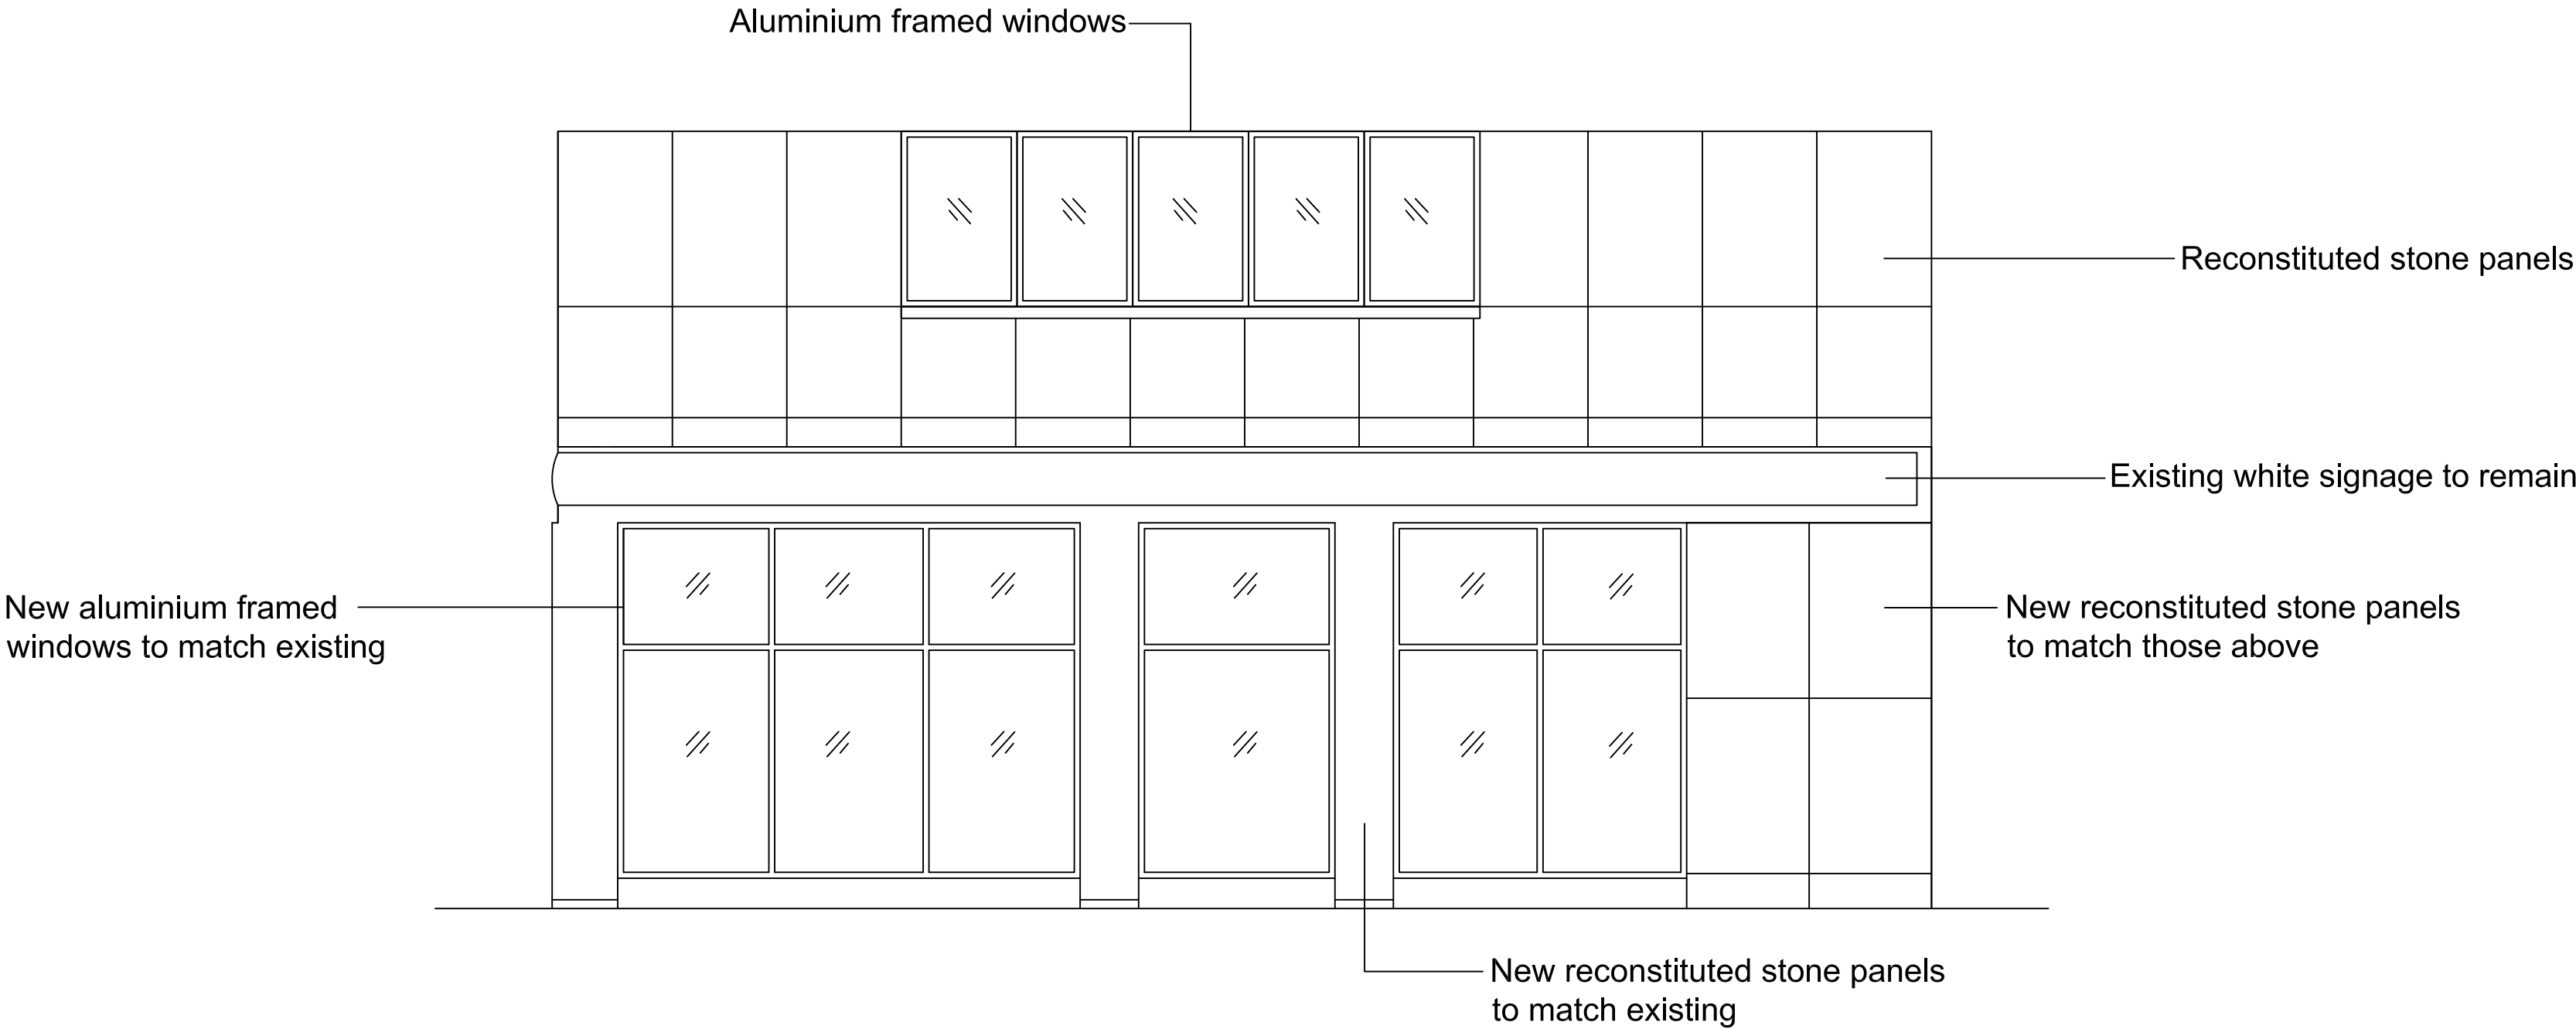 Aluminium framed windows
Reconstituted stone panels
Existing white signage to remain
New aluminium framed
windows to match existing
New reconstituted stone panels
to match those above
New reconstituted stone panels
to match existing